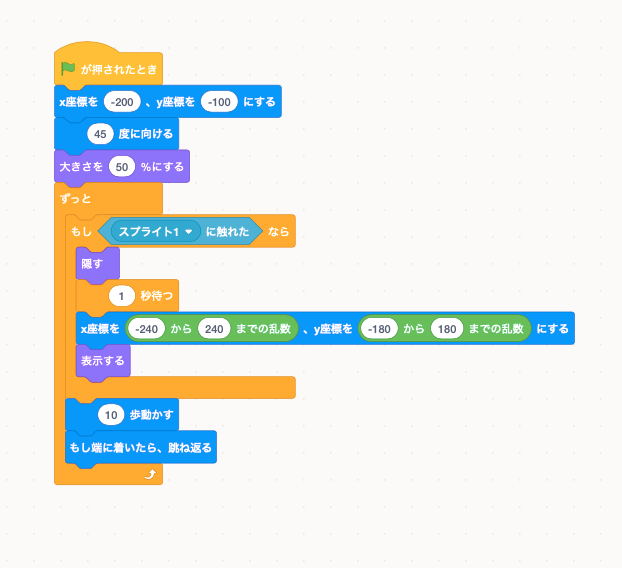 が押されたとき
x座標を -200 、y座標を -100 にする
45 度に向ける
大きさを 50 %にする
ずっと
もし スプライト1 に触れた なら
隠す
1 秒待つ
x座標を -240 から 240 までの乱数 、y座標を -180 から 180 までの乱数 にする
表示する
10 歩動かす
もし端に着いたら、跳ね返る